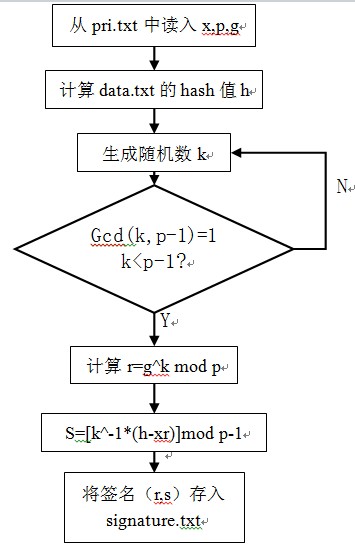 从 pri.txt 中读入 x,p,g
计算 data.txt 的 hash 值 h
生成随机数 k
N
Gcd(k,p-1)=1
k<p-1?
Y
计算 r=g^k mod p
S=[k^-1*(h-xr)]mod p-1
将签名（r,s）存入
signature.txt